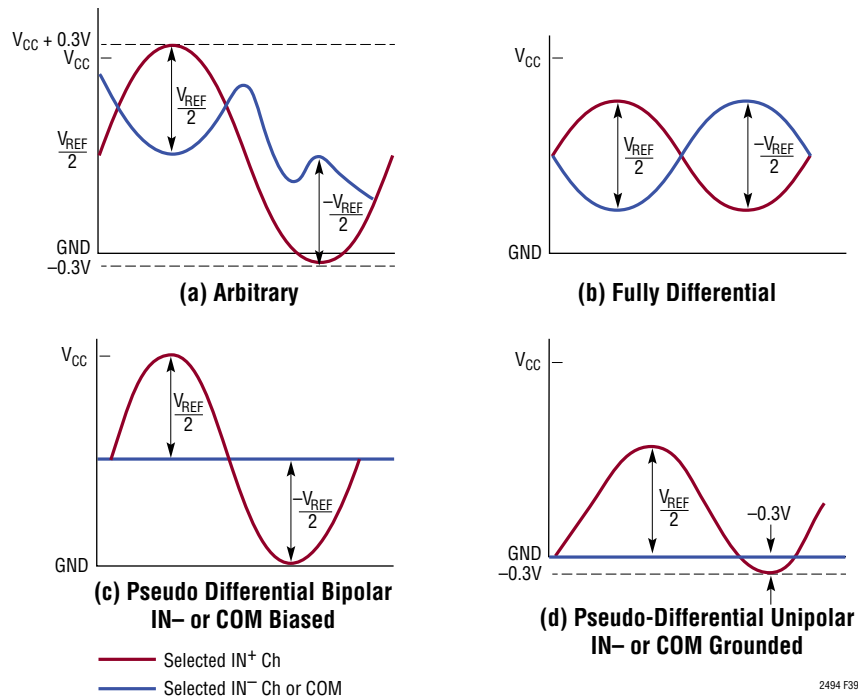 VCC + 0.3V
VCC
VREF
2
VREF
2
–VREF
2
GND
–0.3V
(a) Arbitrary
VCC
VREF
2
–VREF
2
GND
(b) Fully Differential
VCC
VREF
2
–VREF
2
GND
(c) Pseudo Differential Bipolar
IN– or COM Biased
VCC
VREF
2
–0.3V
GND
–0.3V
(d) Pseudo-Differential Unipolar
IN– or COM Grounded
Selected IN+ Ch
Selected IN– Ch or COM
2494 F39